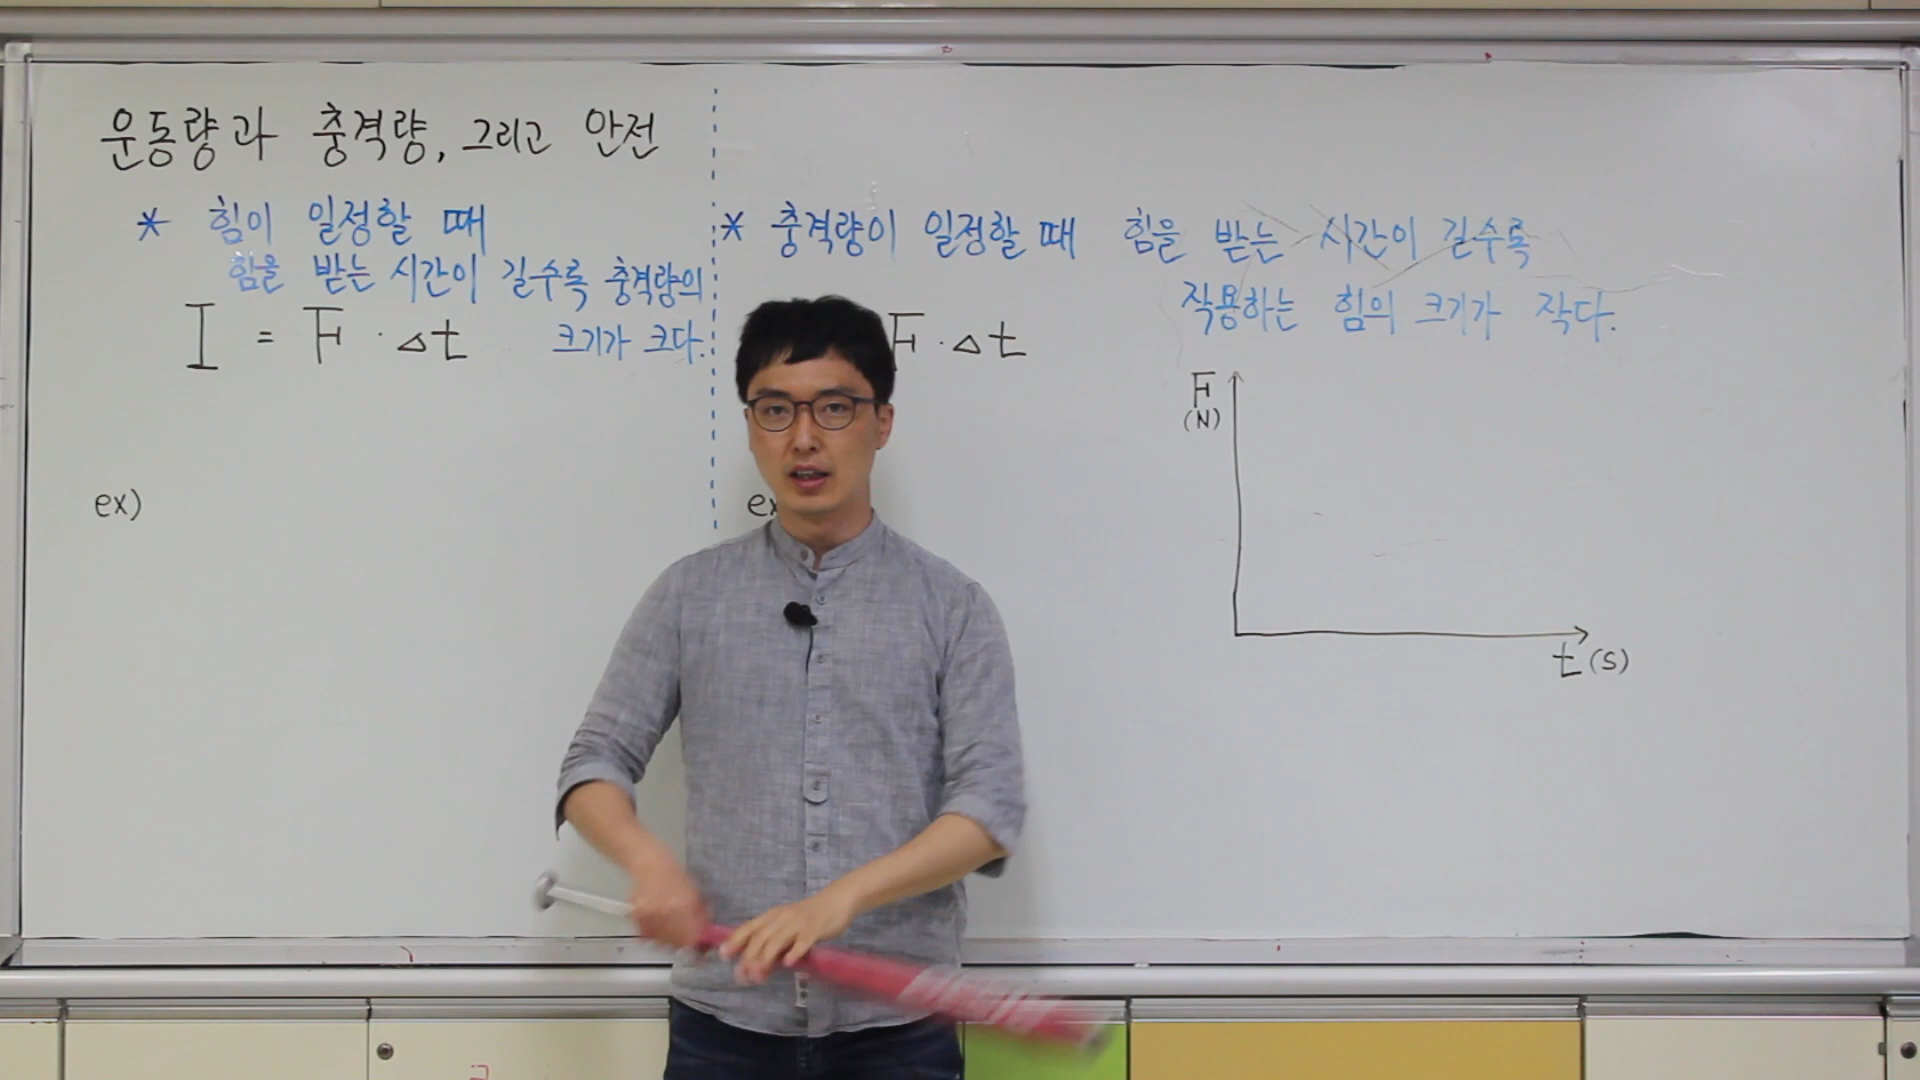 운동량과 충격량, 그리고 안전
* 힘이 일정할 때
힘을 받는 시간이 길수록 충격량의
크기가 크다.
I = F · Δt
ex)
* 충격량이 일정할 때 힘을 받는 시간이 길수록
작용하는 힘의 크기가 작다.
F · Δt
ex
F
(N)
t (s)